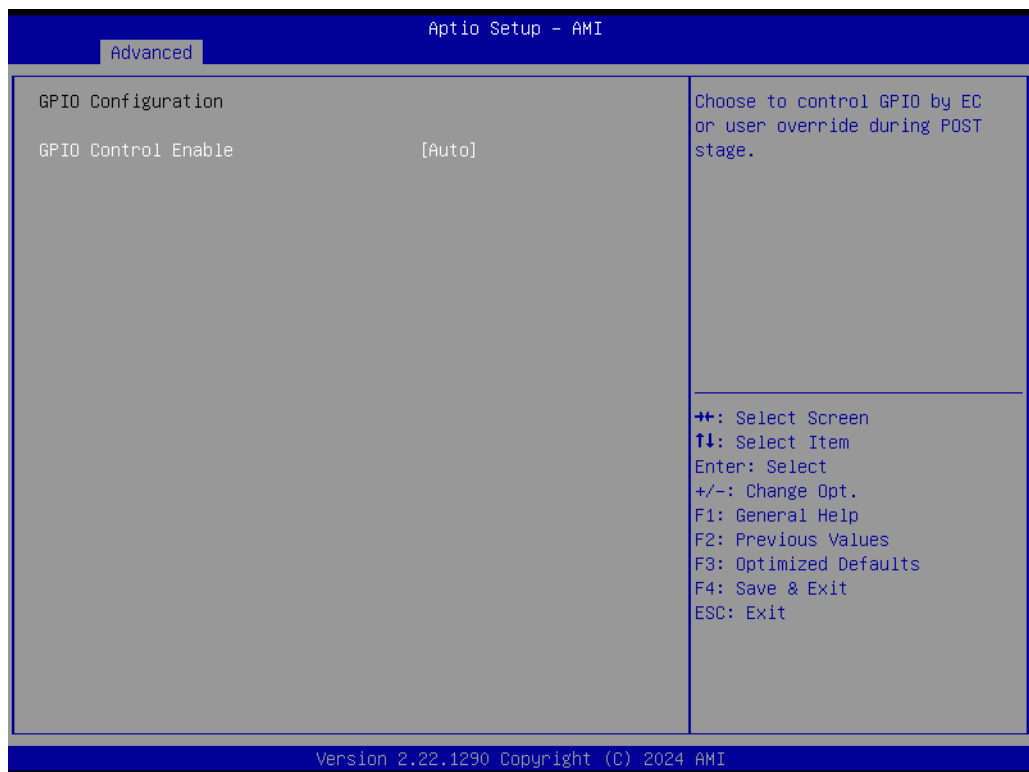 Aptio Setup - AMI
Advanced
GPIO Configuration
GPIO Control Enable [Auto]
Choose to control GPIO by EC
or user override during POST
stage.
→←: Select Screen
↑↓: Select Item
Enter: Select
+/-: Change Opt.
F1: General Help
F2: Previous Values
F3: Optimized Defaults
F4: Save & Exit
ESC: Exit
Version 2.22.1290 Copyright (C) 2024 AMI